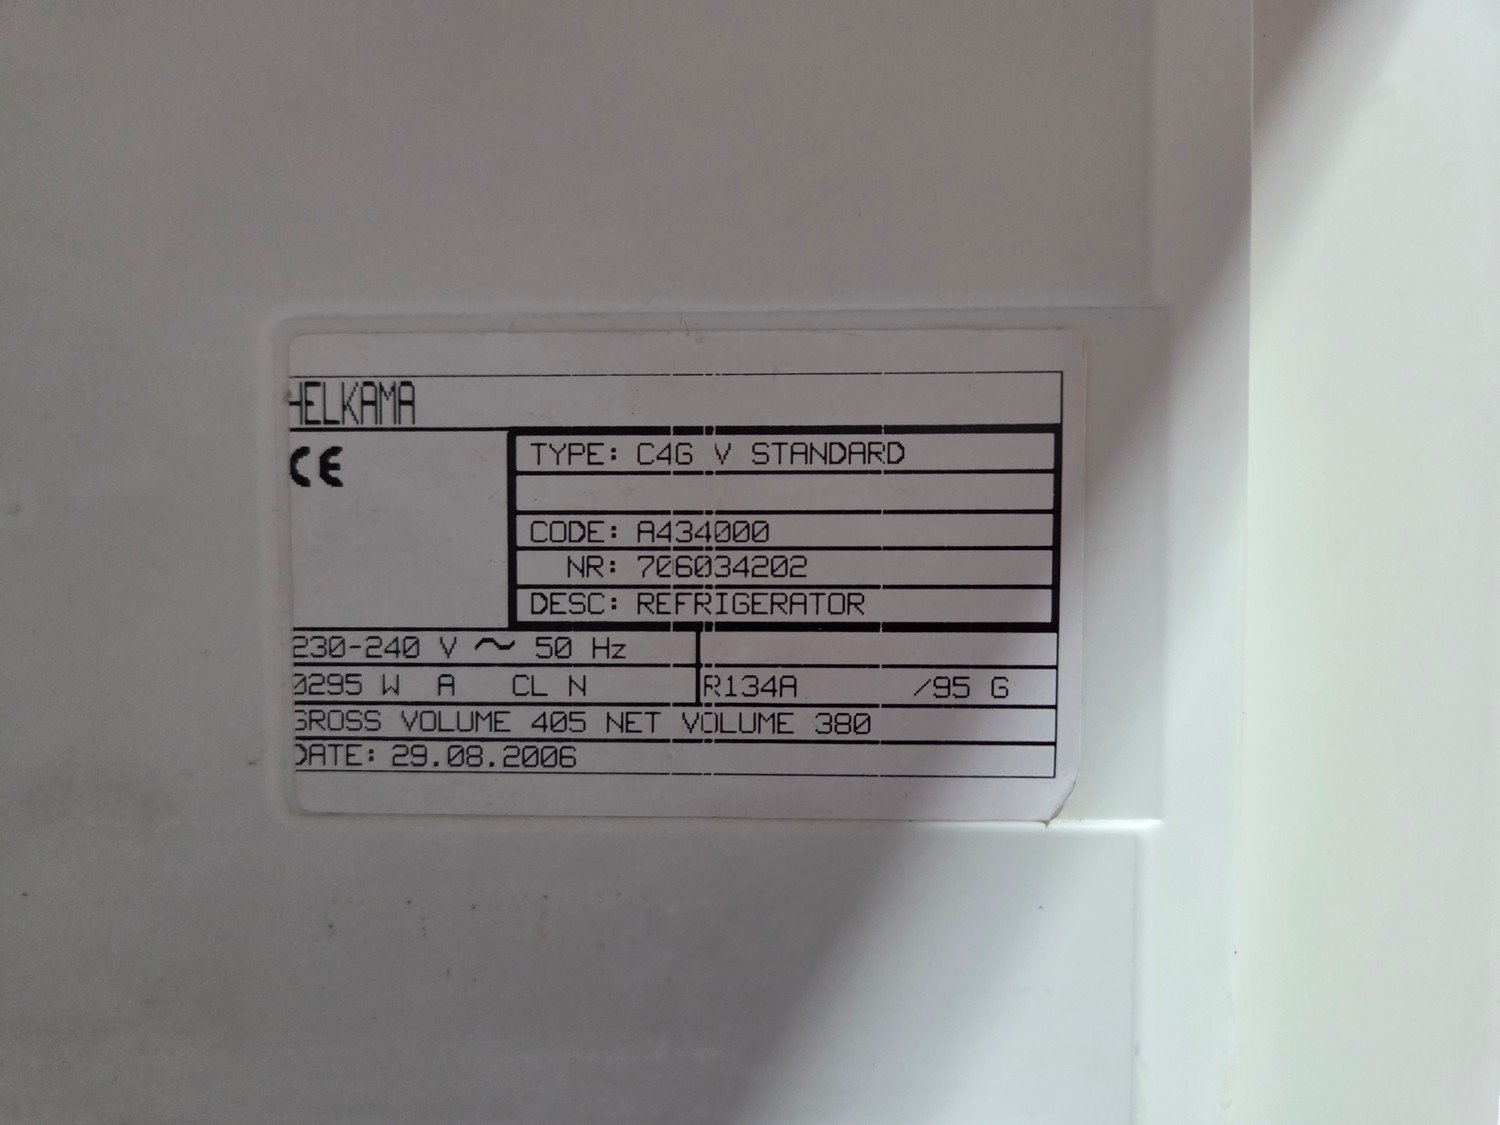 HELKAMA
CE
TYPE: C4G V STANDARD
CODE: A434000
NR: 706034202
DESC: REFRIGERATOR
230-240 V ~ 50 Hz
0295 W A CL N R134A /95 G
GROSS VOLUME 405 NET VOLUME 380
DATE: 29.08.2006